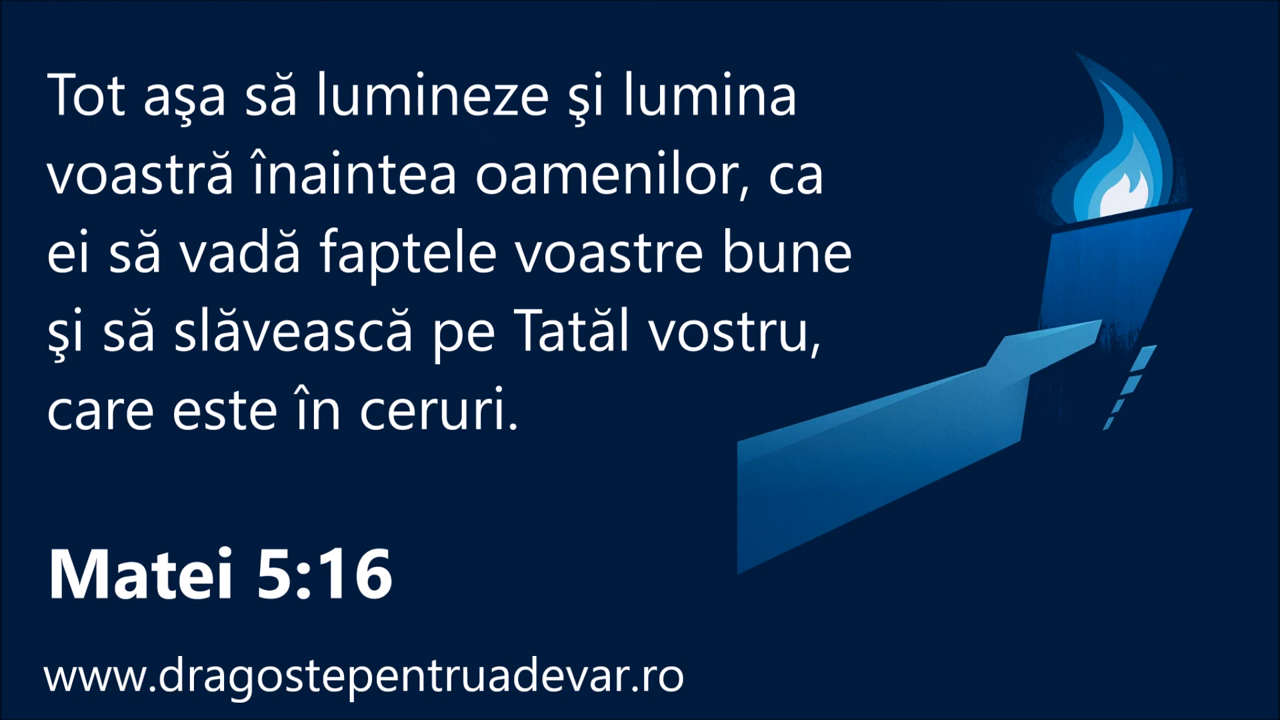 Tot aşa să lumineze şi lumina
voastră înaintea oamenilor, ca
ei să vadă faptele voastre bune
şi să slăvească pe Tatăl vostru,
care este în ceruri.
Matei 5:16
www.dragostepentruadevar.ro